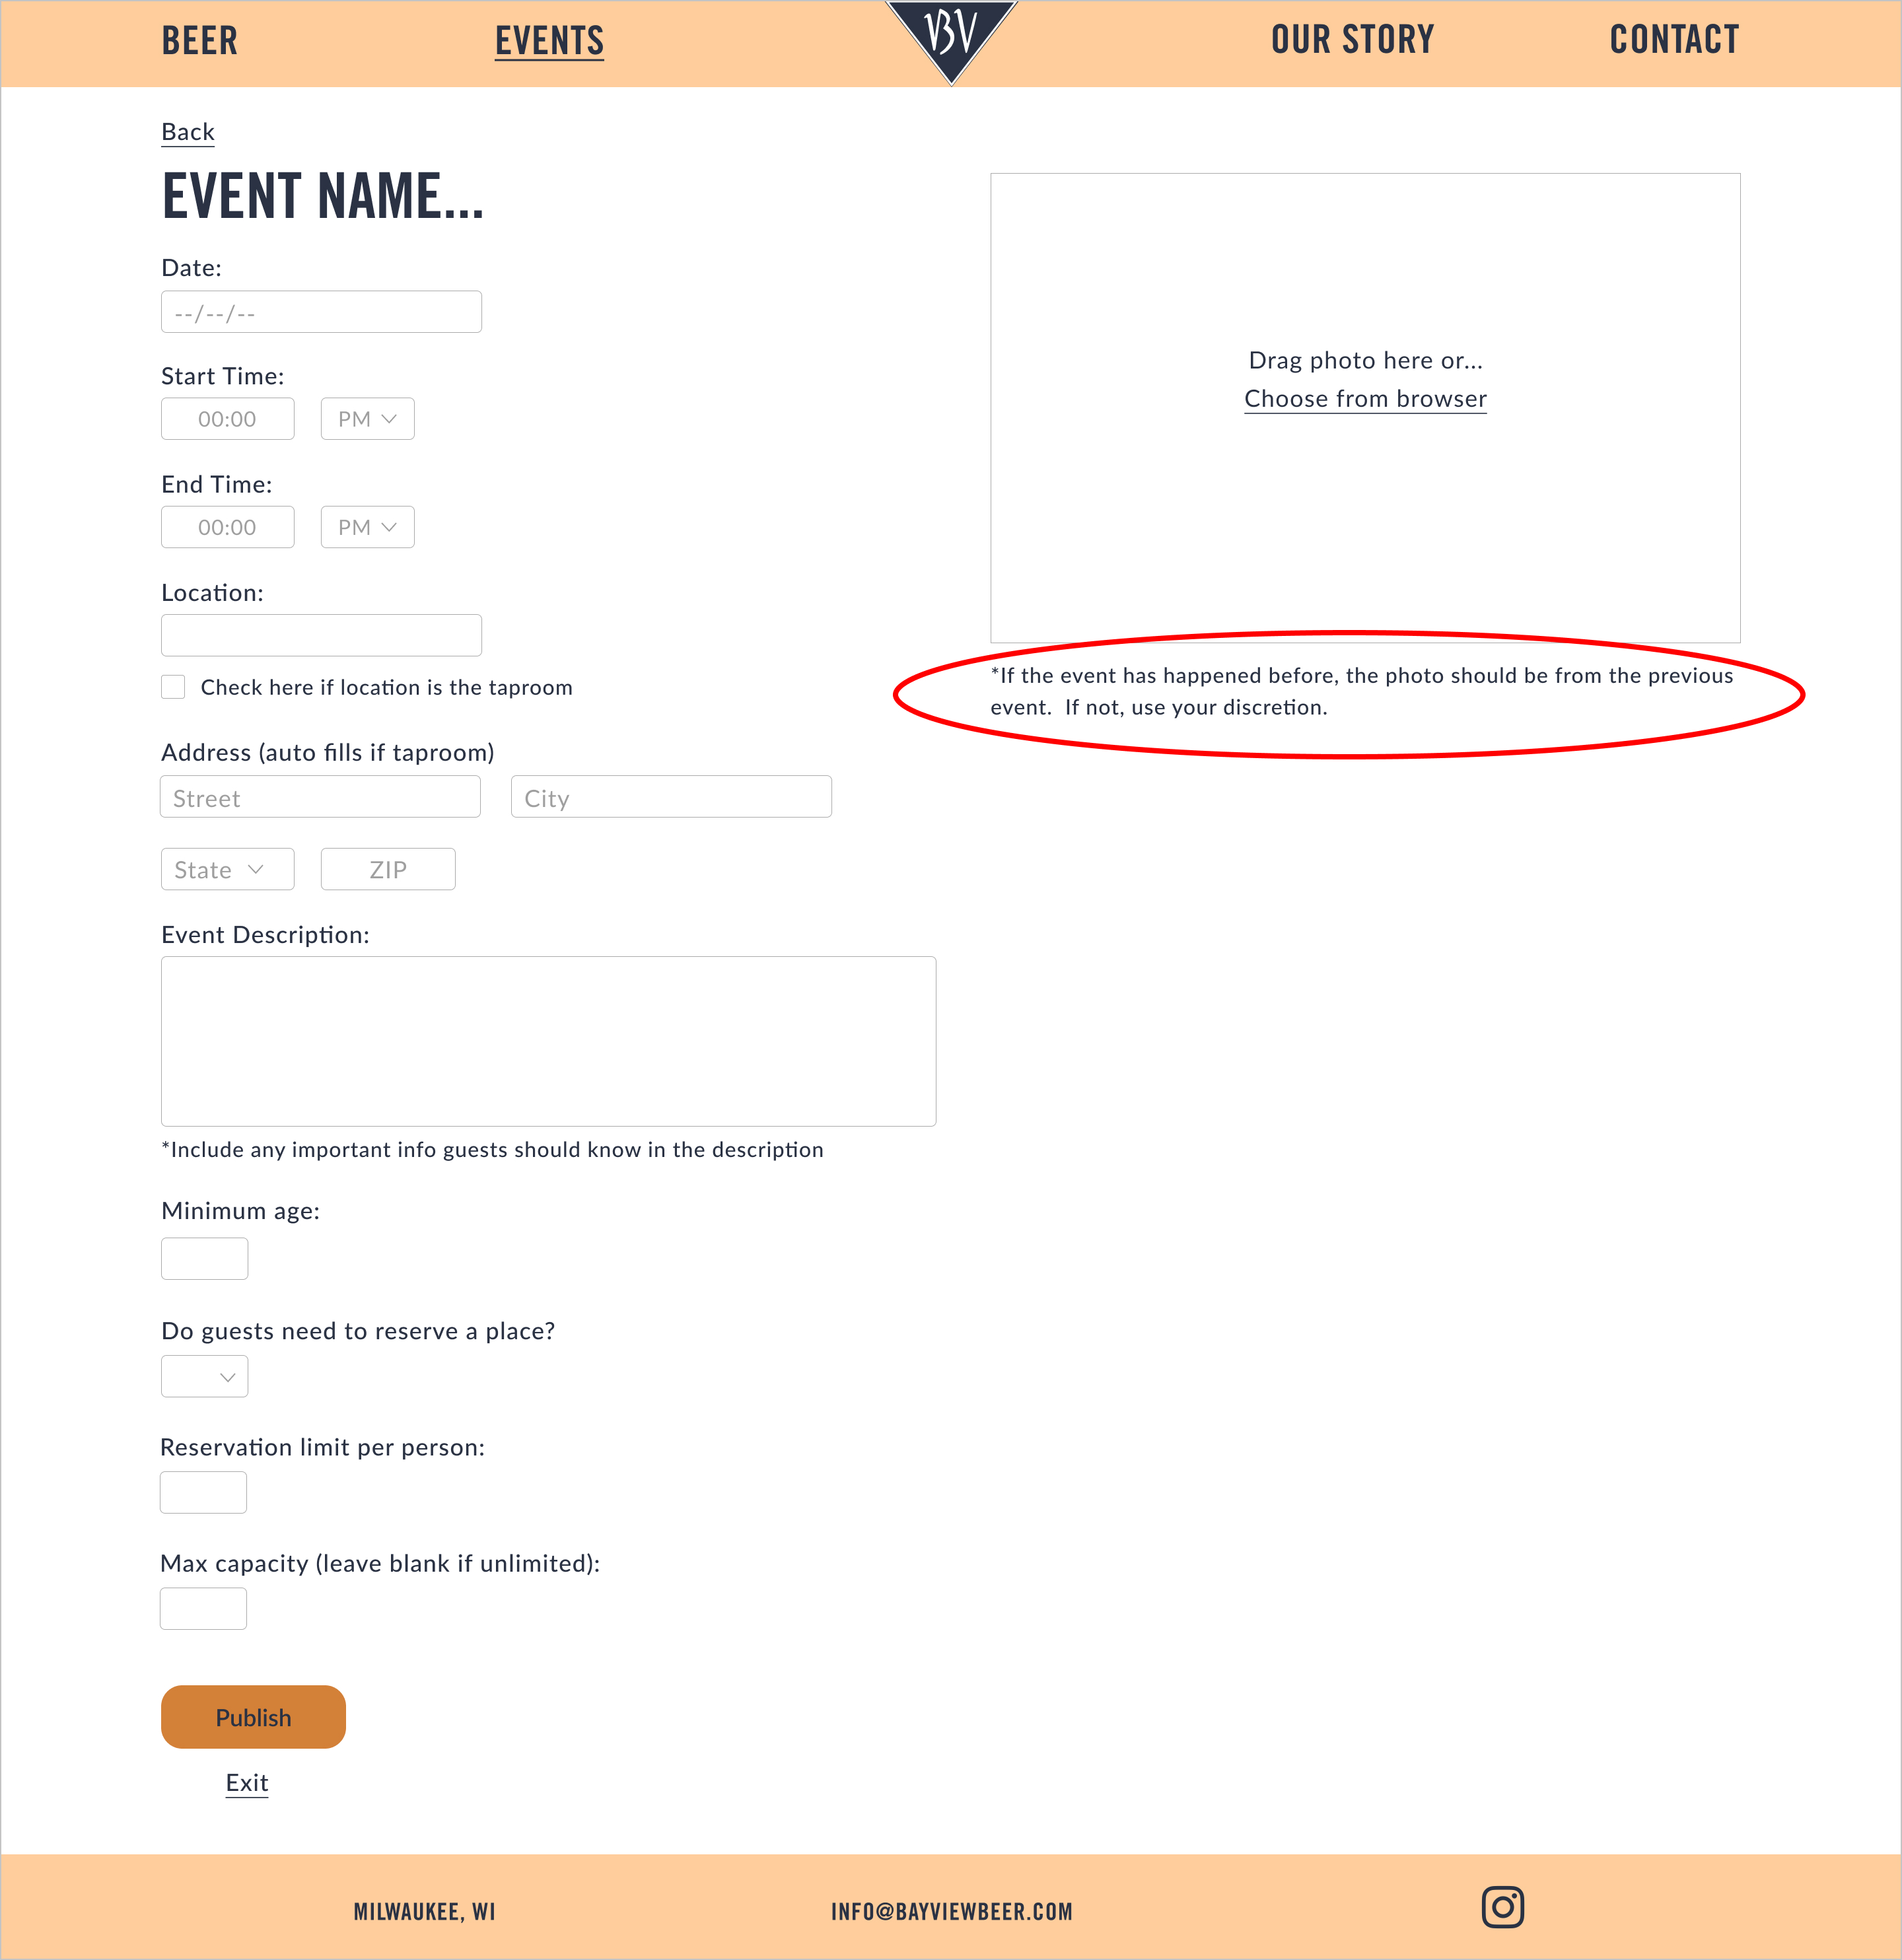 BEER
EVENTS
VBV
OUR STORY
CONTACT
Back
EVENT NAME...
Date:
--/--/--
Start Time:
00:00 PM
End Time:
00:00 PM
Location:
Check here if location is the taproom
Address (auto fills if taproom)
Street City
State ZIP
Event Description:
*Include any important info guests should know in the description
Minimum age:
Do guests need to reserve a place?
Reservation limit per person:
Max capacity (leave blank if unlimited):
Publish
Exit
Drag photo here or...
Choose from browser
*If the event has happened before, the photo should be from the previous
event.  If not, use your discretion.
MILWAUKEE, WI
INFO@BAYVIEWBEER.COM